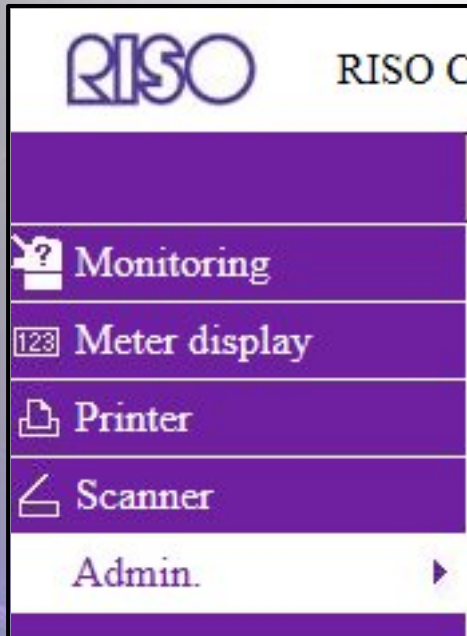 RISO
RISO C
?
Monitoring
123
Meter display
Printer
Scanner
Admin.